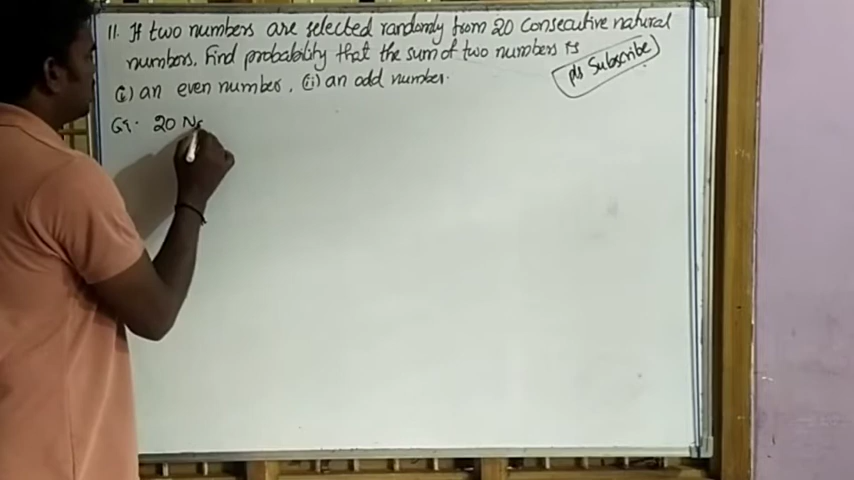 11. If two numbers are selected randomly from 20 Consecutive natural
numbers. Find probability that the sum of two numbers is
(i) an even number, (ii) an odd number.
pls Subscribe
20